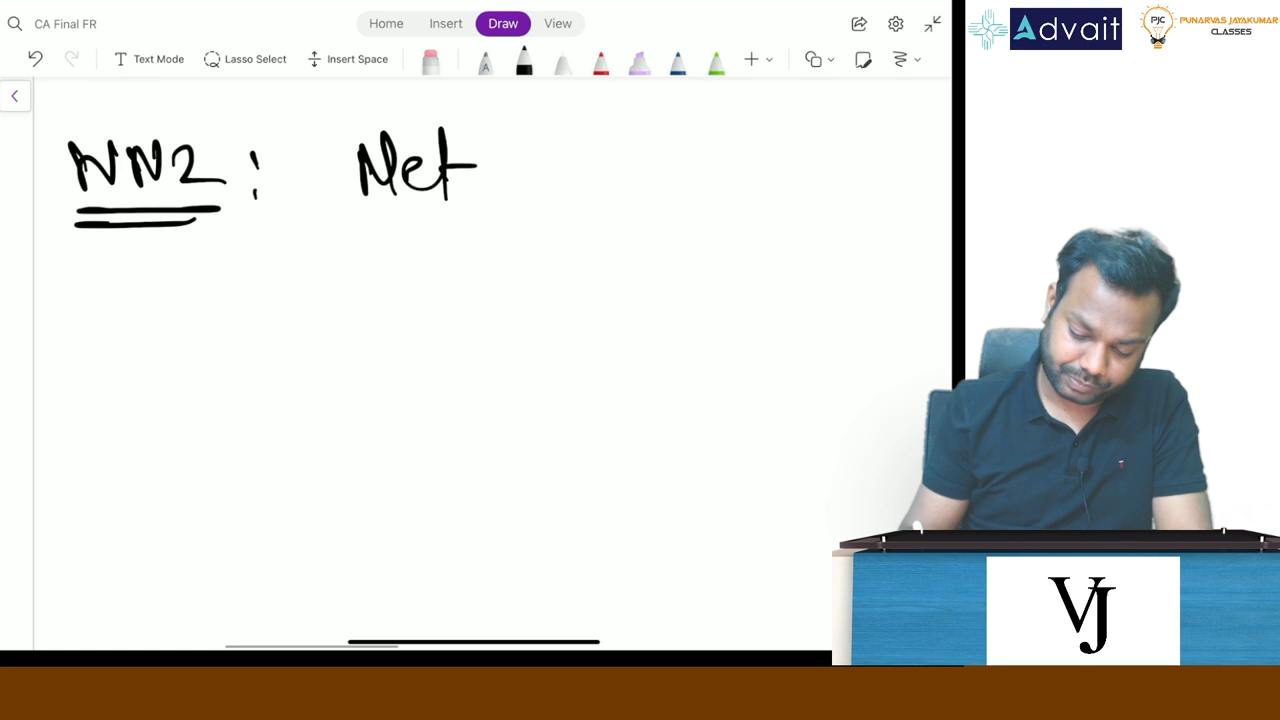 CA Final FR
Home Insert Draw View
Text Mode Lasso Select Insert Space
Advait
PJC PUNARVAS JAYAKUMAR
CLASSES
WN2 : Net
VJ